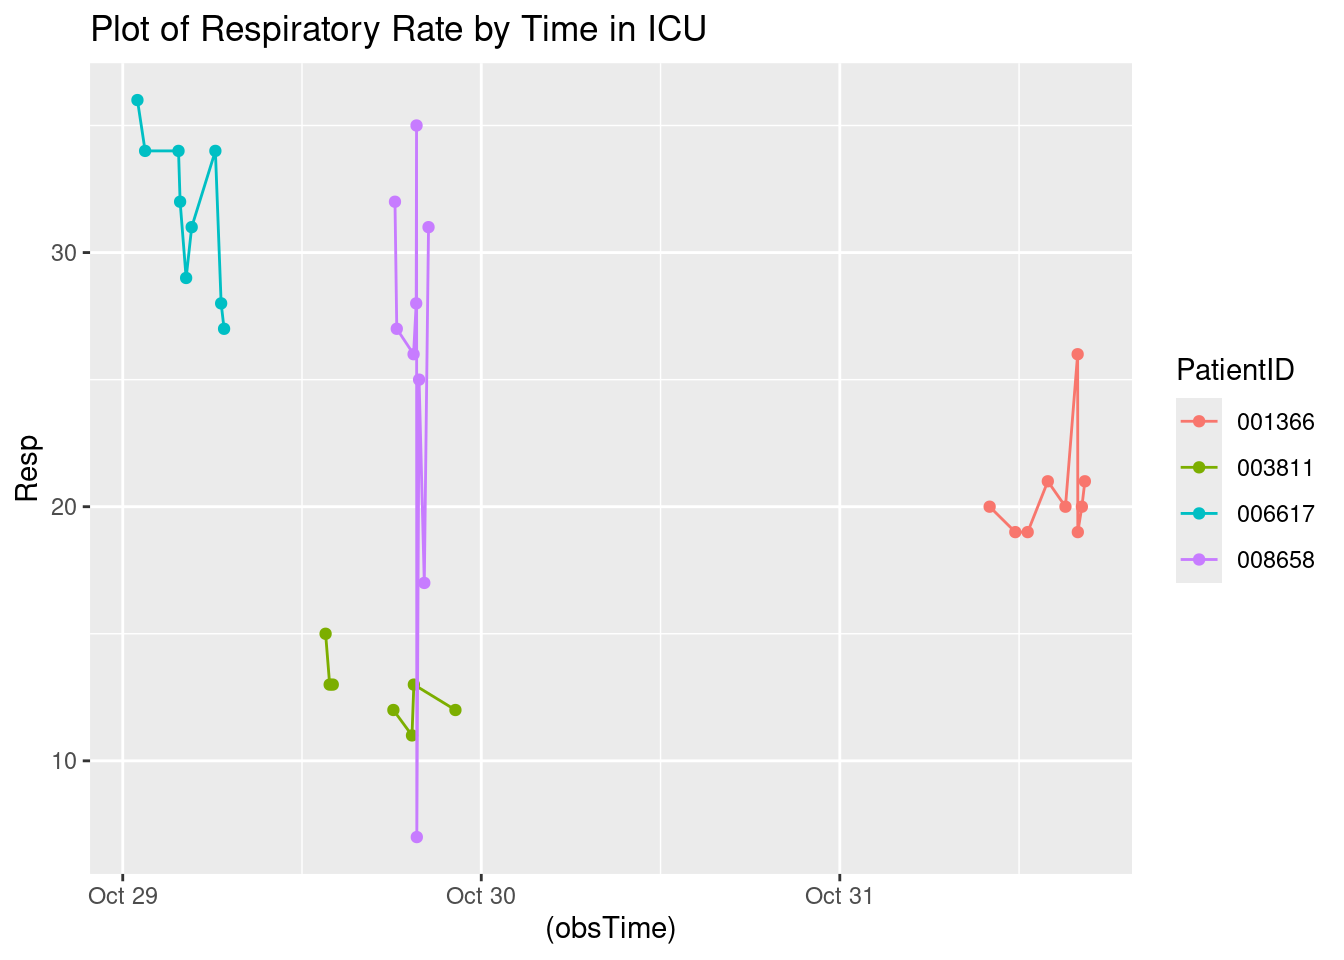 Plot of Respiratory Rate by Time in ICU
Resp
30
20
10
Oct 29
Oct 30
Oct 31
(obsTime)
PatientID
001366
003811
006617
008658